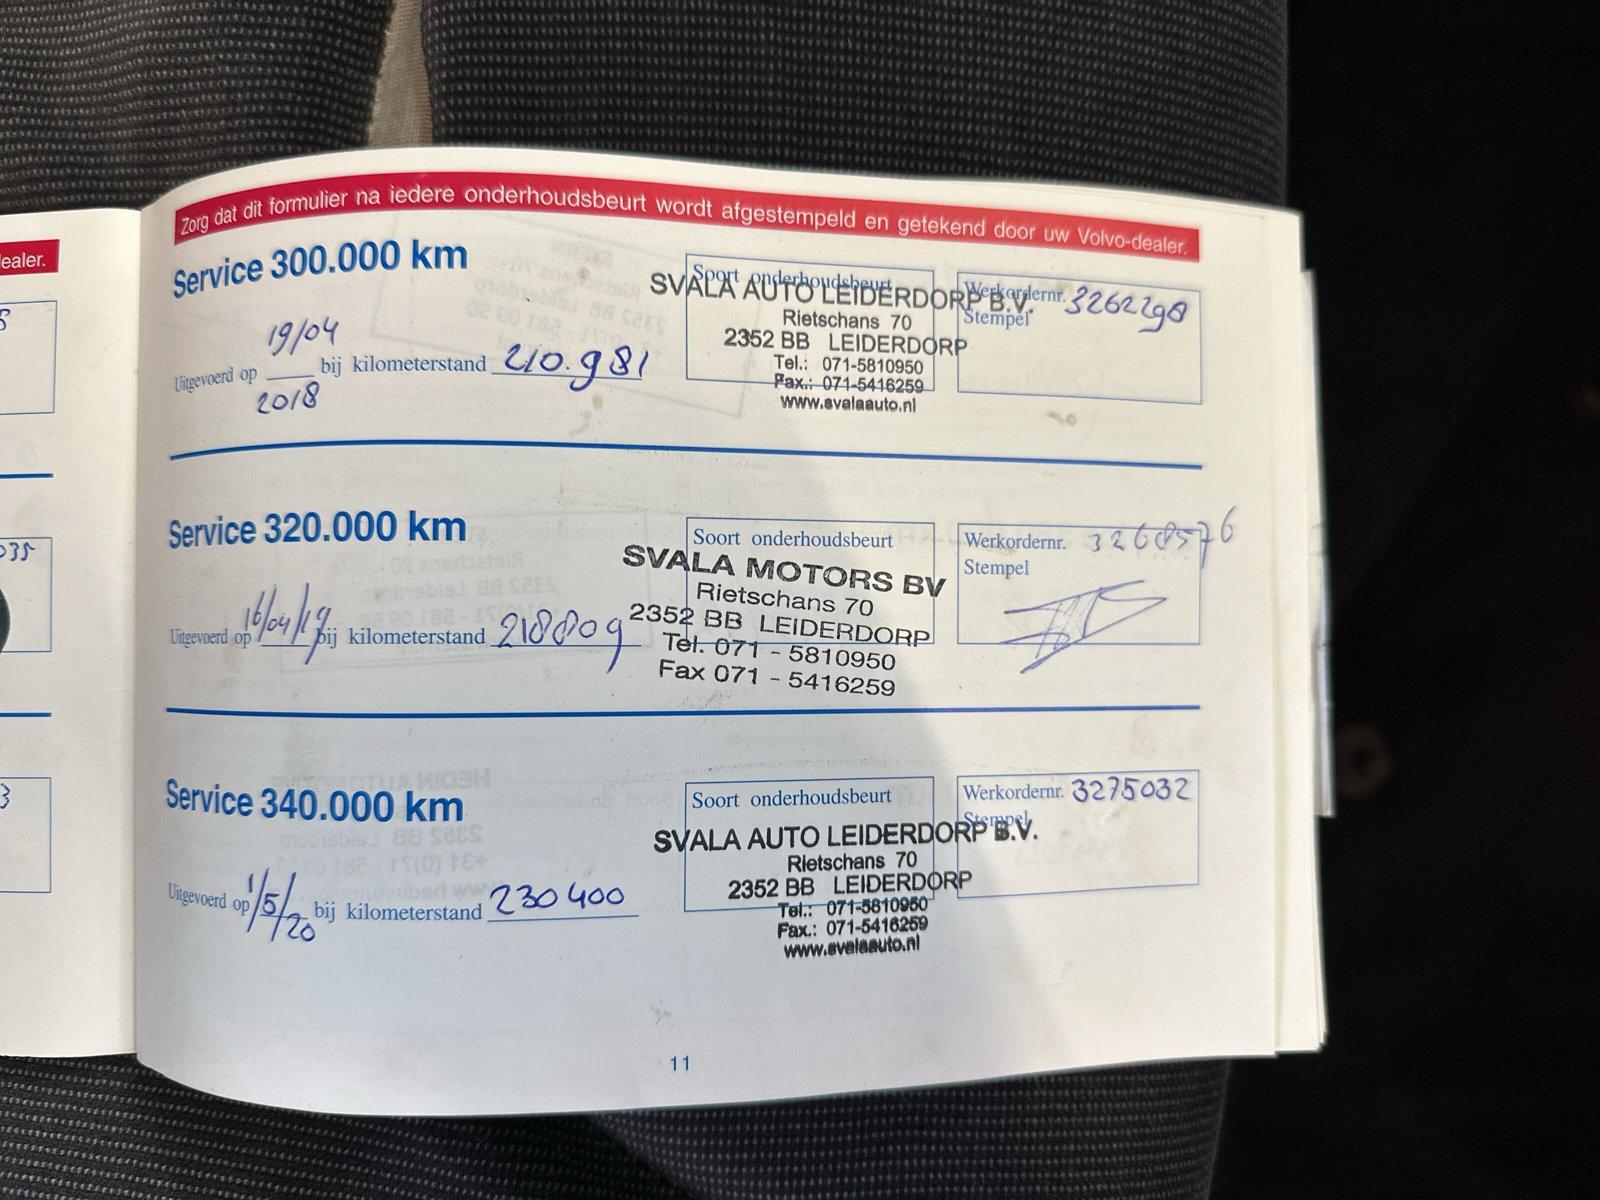 Zorg dat dit formulier na iedere onderhoudsbeurt wordt afgestempeld en getekend door uw Volvo-dealer.
ealer.
Service 300.000 km
Uitgevoerd op 19/04 2018 bij kilometerstand 210.981
Soort onderhoudsbeurt
SVALA AUTO LEIDERDORP B.V.
Rietschans 70
2352 BB LEIDERDORP
Tel.: 071-5810950
Fax.: 071-5416259
www.svalaauto.nl
Werkordernr. 3262298
Stempel
Service 320.000 km
Uitgevoerd op 16/04/19 bij kilometerstand 218809
Soort onderhoudsbeurt
SVALA MOTORS BV
Rietschans 70
2352 BB LEIDERDORP
Tel. 071 - 5810950
Fax 071 - 5416259
Werkordernr. 3268576
Stempel
035
Service 340.000 km
Uitgevoerd op 1/5/20 bij kilometerstand 230400
Soort onderhoudsbeurt
SVALA AUTO LEIDERDORP B.V.
Rietschans 70
2352 BB LEIDERDORP
Tel.: 071-5810950
Fax.: 071-5416259
www.svalaauto.nl
Werkordernr. 3275032
Stempel
3
11